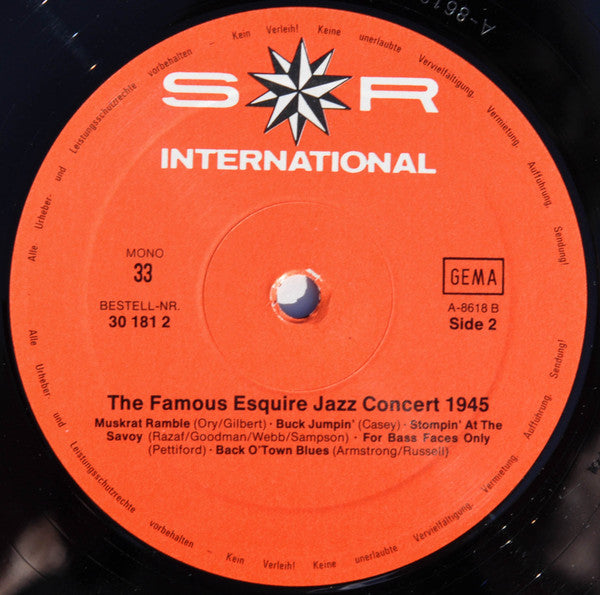 Alle Urheber- und Leistungsschutzrechte vorbehalten Kein Verleih! Keine unerlaubte Vervielfältigung, Vermietung, Aufführung, Sendung!
A-8618
S R
INTERNATIONAL
MONO
33
BESTELL-NR.
30 181 2
GEMA
A-8618 B
Side 2
The Famous Esquire Jazz Concert 1945
Muskrat Ramble (Ory/Gilbert) · Buck Jumpin' (Casey) · Stompin' At The
Savoy (Razaf/Goodman/Webb/Sampson) · For Bass Faces Only
(Pettiford) · Back O'Town Blues (Armstrong/Russell)
Alle Urheber- und Leistungsschutzrechte vorbehalten Kein Verleih! Keine unerlaubte Vervielfältigung, Vermietung, Aufführung, Sendung!